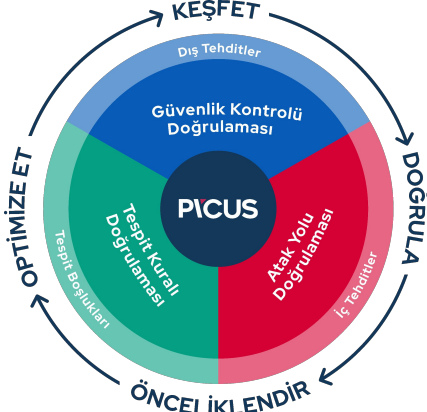 KEŞFET
Dış Tehditler
Güvenlik Kontrolü
Doğrulaması
DOĞRULA
OPTİMİZE ET
PICUS
Tespit Kuralı
Doğrulaması
Atak Yolu
Doğrulaması
Tespit Boşlukları
İç Tehditler
ÖNCELİKLENDİR